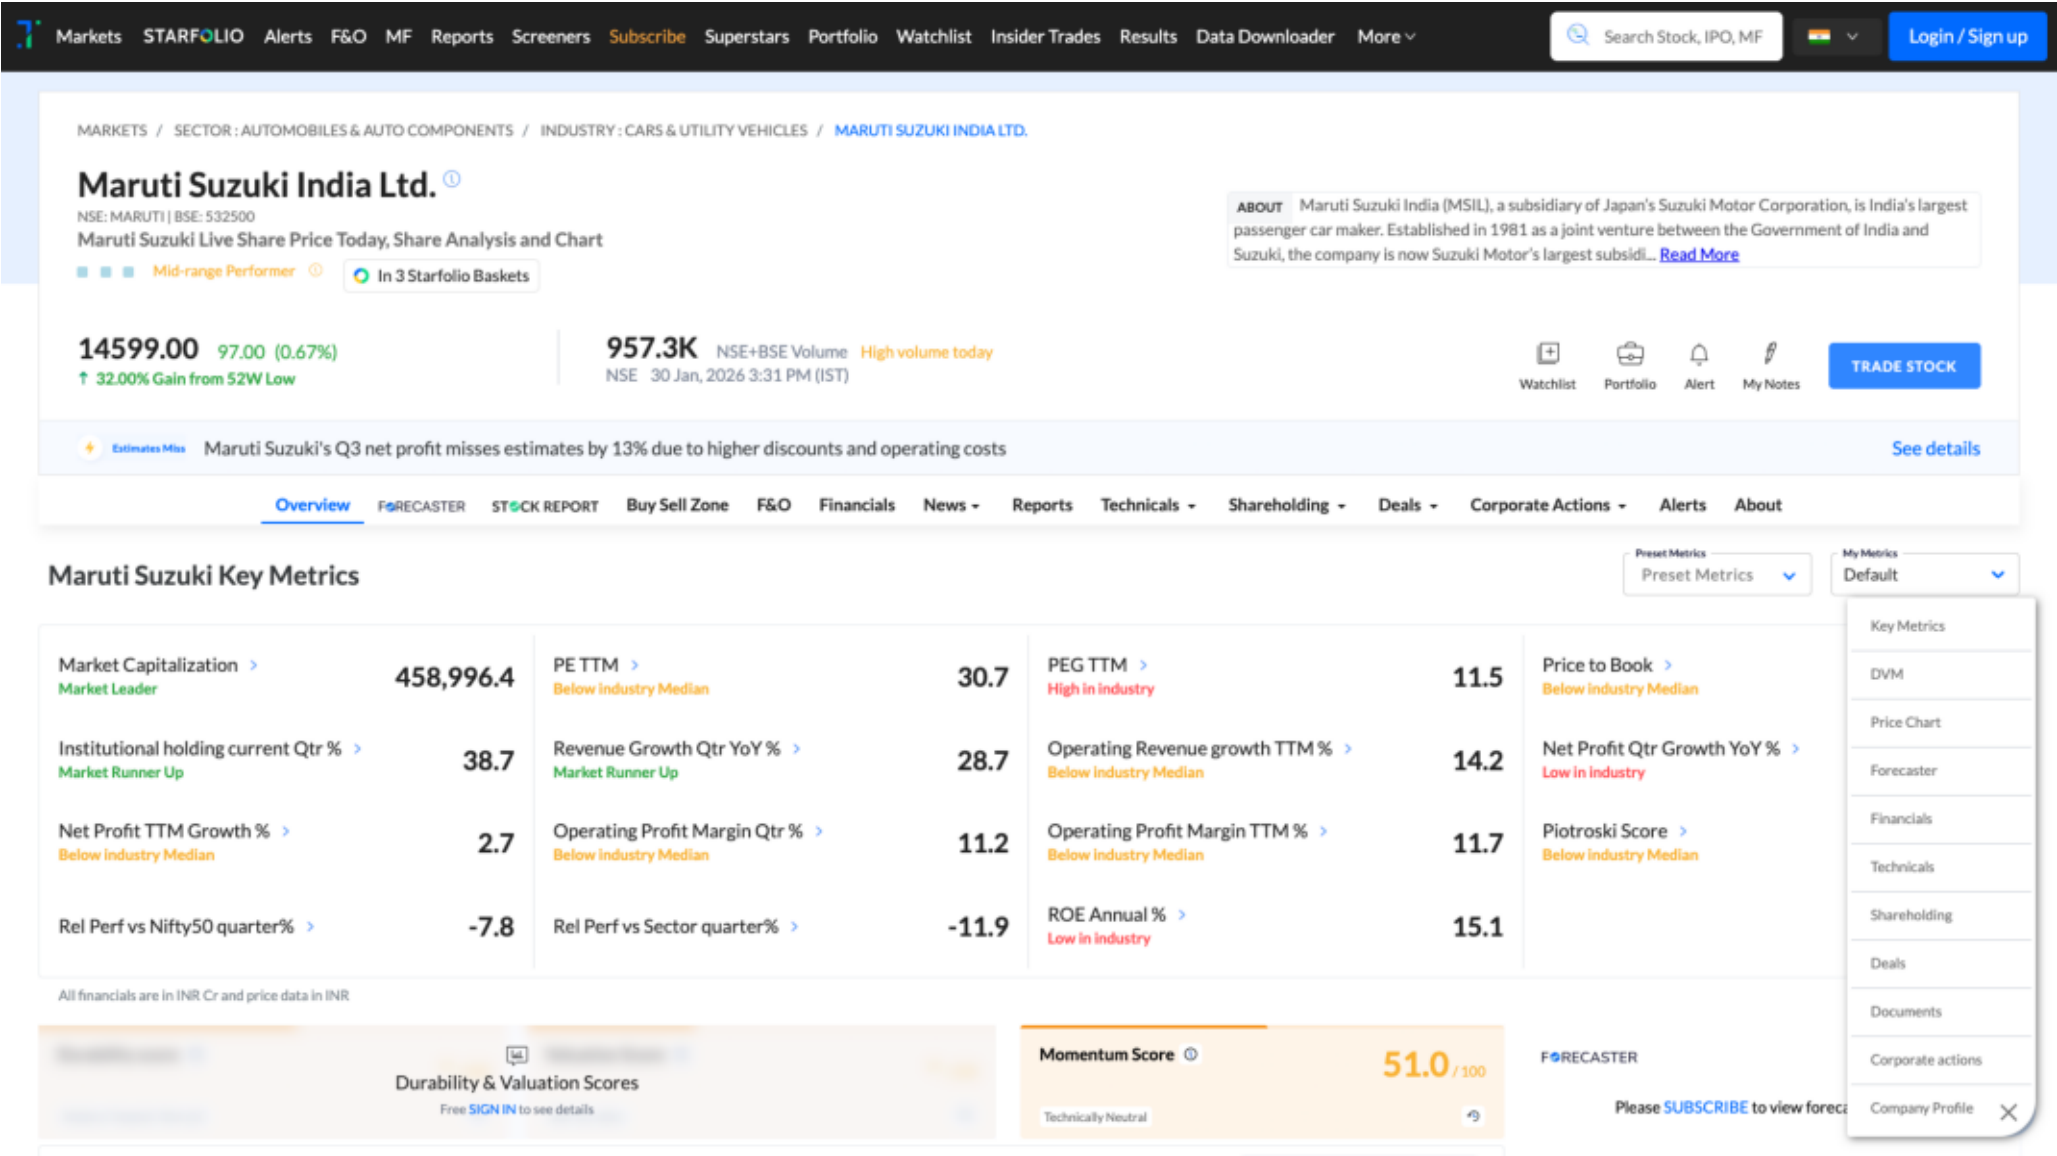 Markets STARFOLIO Alerts F&O MF Reports Screeners Subscribe Superstars Portfolio Watchlist Insider Trades Results Data Downloader More Search Stock, IPO, MF Login / Sign up
MARKETS / SECTOR : AUTOMOBILES & AUTO COMPONENTS / INDUSTRY : CARS & UTILITY VEHICLES / MARUTI SUZUKI INDIA LTD.
Maruti Suzuki India Ltd.
NSE: MARUTI | BSE: 532500
Maruti Suzuki Live Share Price Today, Share Analysis and Chart
Mid-range Performer In 3 Starfolio Baskets
ABOUT Maruti Suzuki India (MSIL), a subsidiary of Japan's Suzuki Motor Corporation, is India's largest
passenger car maker. Established in 1981 as a joint venture between the Government of India and
Suzuki, the company is now Suzuki Motor's largest subsidi... Read More
14599.00 97.00 (0.67%)
↑ 32.00% Gain from 52W Low
957.3K NSE+BSE Volume High volume today
NSE 30 Jan, 2026 3:31 PM (IST)
Watchlist Portfolio Alert My Notes TRADE STOCK
Estimates Miss Maruti Suzuki's Q3 net profit misses estimates by 13% due to higher discounts and operating costs See details
Overview FORECASTER STOCK REPORT Buy Sell Zone F&O Financials News Reports Technicals Shareholding Deals Corporate Actions Alerts About
Maruti Suzuki Key Metrics
Preset Metrics
Preset Metrics
My Metrics
Default
Market Capitalization 458,996.4
Market Leader
PE TTM 30.7
Below industry Median
PEG TTM 11.5
High in industry
Price to Book
Below industry Median
Institutional holding current Qtr % 38.7
Market Runner Up
Revenue Growth Qtr YoY % 28.7
Market Runner Up
Operating Revenue growth TTM % 14.2
Below industry Median
Net Profit Qtr Growth YoY %
Low in industry
Net Profit TTM Growth % 2.7
Below industry Median
Operating Profit Margin Qtr % 11.2
Below industry Median
Operating Profit Margin TTM % 11.7
Below industry Median
Piotroski Score
Below industry Median
Rel Perf vs Nifty50 quarter% -7.8
Rel Perf vs Sector quarter% -11.9
ROE Annual % 15.1
Low in industry
Key Metrics
DVM
Price Chart
Forecaster
Financials
Technicals
Shareholding
Deals
Documents
Corporate actions
Company Profile
All financials are in INR Cr and price data in INR
Durability & Valuation Scores
Free SIGN IN to see details
Momentum Score 51.0 / 100
Technically Neutral
FORECASTER
Please SUBSCRIBE to view foreca